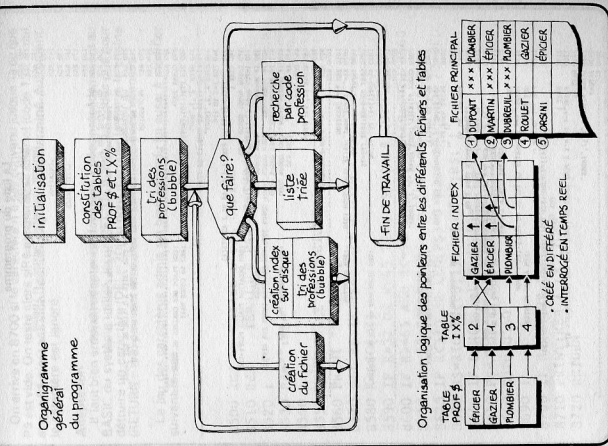 Organigramme
général
du programme
initialisation
constitution
des tables
PROF$ et IX%
tri des
professions
(bubble)
que faire?
création
du fichier
création index
sur disque
tri des
professions
(bubble)
liste
triée
recherche
par code
profession
FIN DE TRAVAIL
Organisation logique des pointeurs entre les différents fichiers et tables
TABLE
PROF $
ÉPICIER
GAZIER
PLOMBIER
TABLE
IX%
2
1
3
4
FICHIER INDEX
GAZIER
ÉPICIER
PLOMBIER
• CRÉÉ EN DIFFÉRÉ
• INTERROGÉ EN TEMPS REEL
FICHIER PRINCIPAL
1 DUPONT xxx PLOMBIER
2 MARTIN xxx ÉPICIER
3 DUBREUIL xxx PLOMBIER
4 ROULET GAZIER
5 ORSINI ÉPICIER